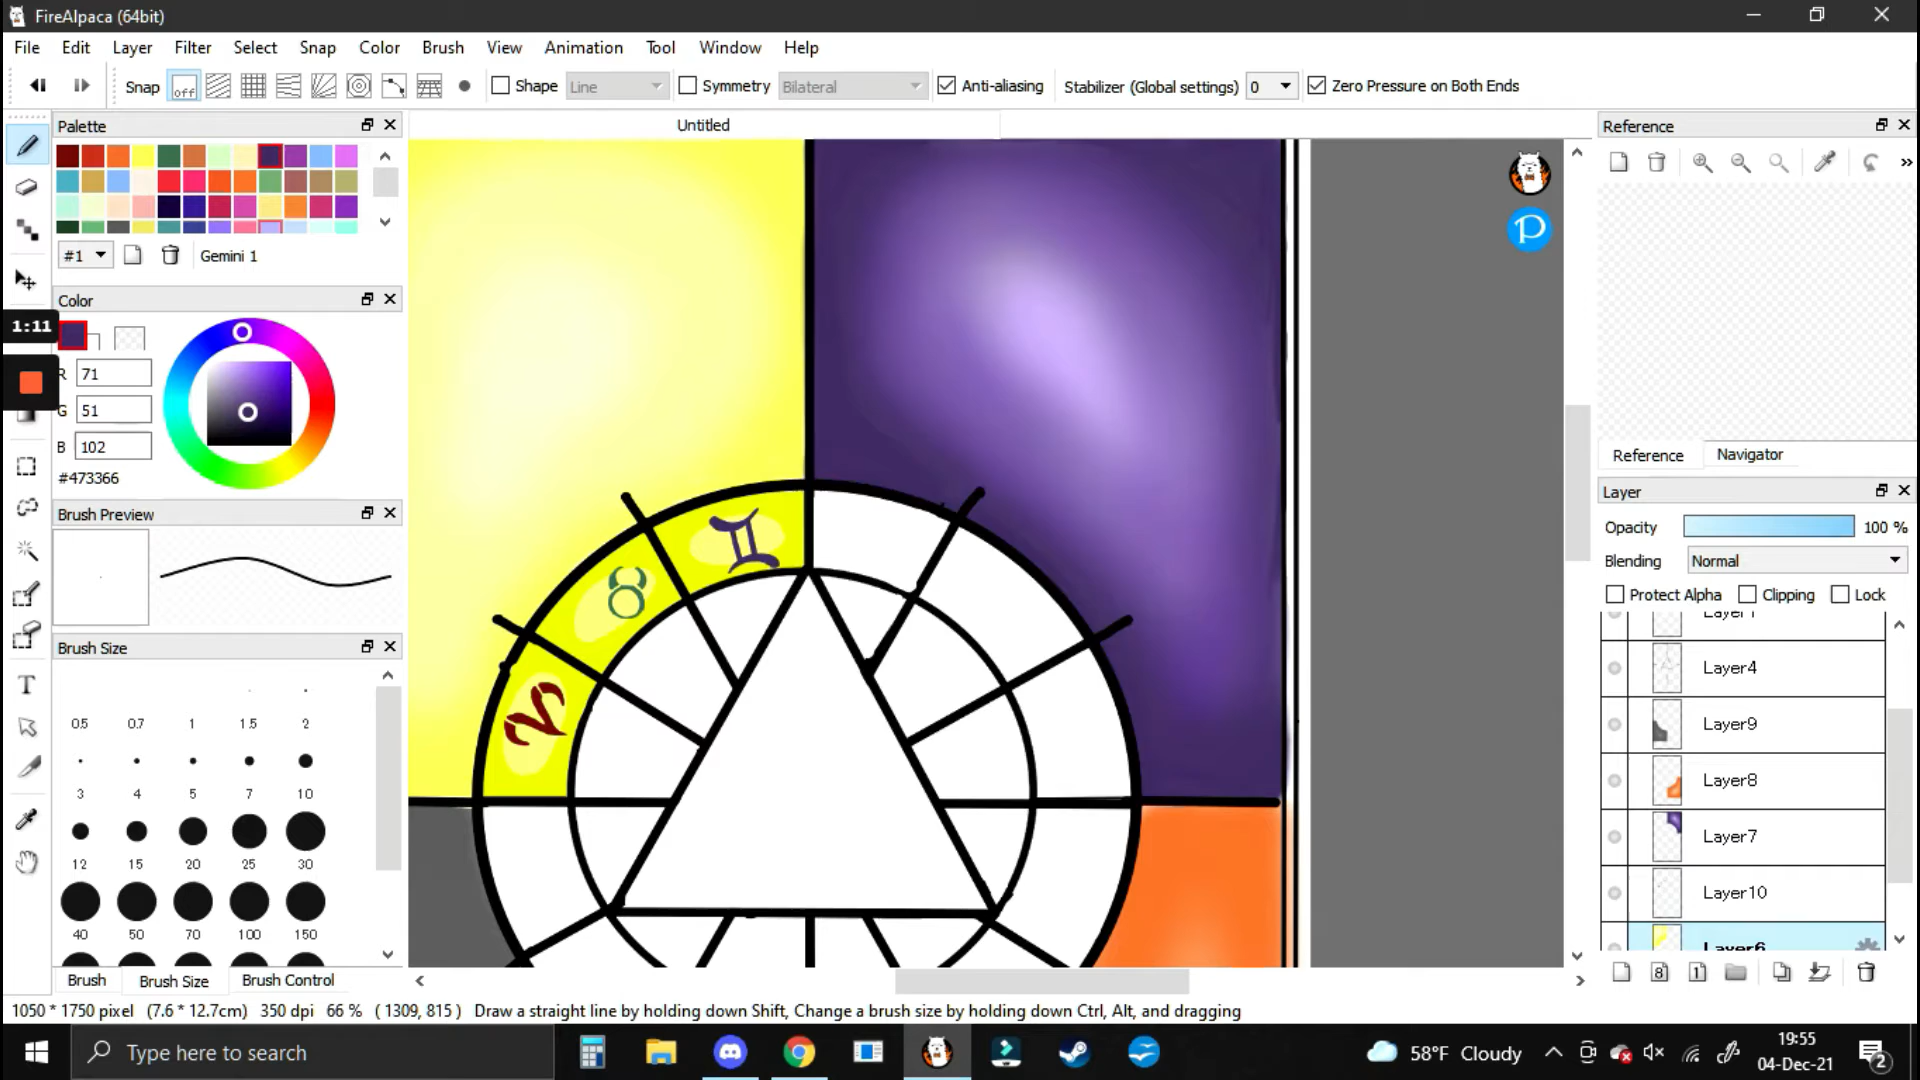 FireAlpaca (64bit)
File Edit Layer Filter Select Snap Color Brush View Animation Tool Window Help
Snap off Shape Line Symmetry Bilateral Anti-aliasing Stabilizer (Global settings) 0 Zero Pressure on Both Ends
Palette
Untitled
Reference
#1 Gemini 1
Color
1:11
R 71
G 51
B 102
#473366
Reference Navigator
Layer
Opacity 100 %
Brush Preview
Blending Normal
Protect Alpha Clipping Lock
Layer4
Brush Size
0.5 0.7 1 1.5 2
Layer9
3 4 5 7 10
Layer8
12 15 20 25 30
Layer7
Layer10
40 50 70 100 150
Layer6
Brush Brush Size Brush Control
1050 * 1750 pixel (7.6 * 12.7cm) 350 dpi 66 % ( 1309, 815 ) Draw a straight line by holding down Shift, Change a brush size by holding down Ctrl, Alt, and dragging
Type here to search
58°F Cloudy
19:55
04-Dec-21
2